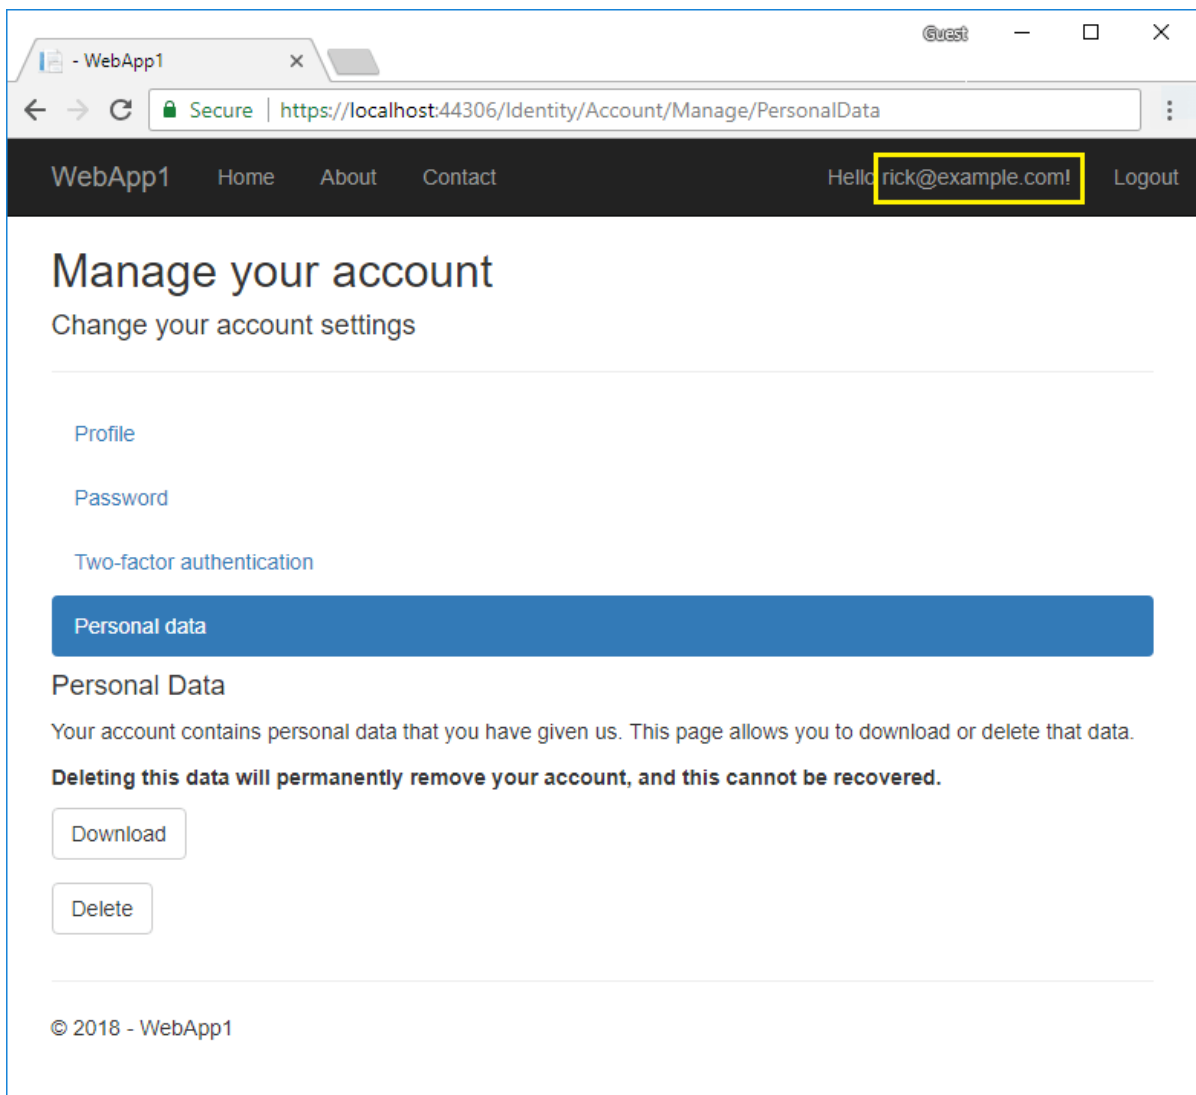 Guest
- WebApp1
Secure https://localhost:44306/Identity/Account/Manage/PersonalData
WebApp1 Home About Contact Hello rick@example.com! Logout
Manage your account
Change your account settings
Profile
Password
Two-factor authentication
Personal data
Personal Data
Your account contains personal data that you have given us. This page allows you to download or delete that data.
Deleting this data will permanently remove your account, and this cannot be recovered.
Download
Delete
© 2018 - WebApp1